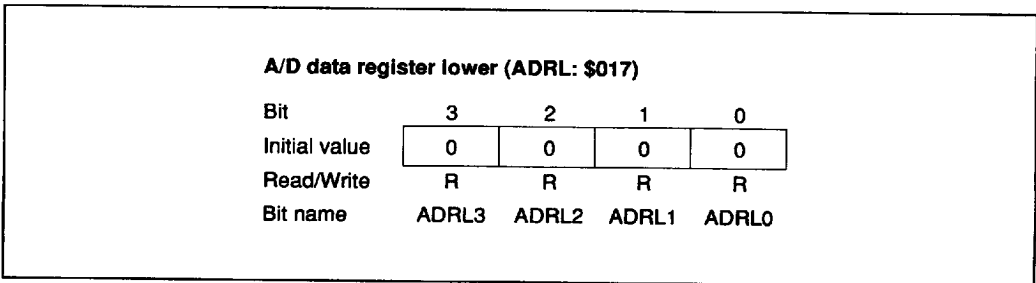 A/D data register lower (ADRL: $017)
Bit 3 2 1 0
Initial value 0 0 0 0
Read/Write R R R R
Bit name ADRL3 ADRL2 ADRL1 ADRL0